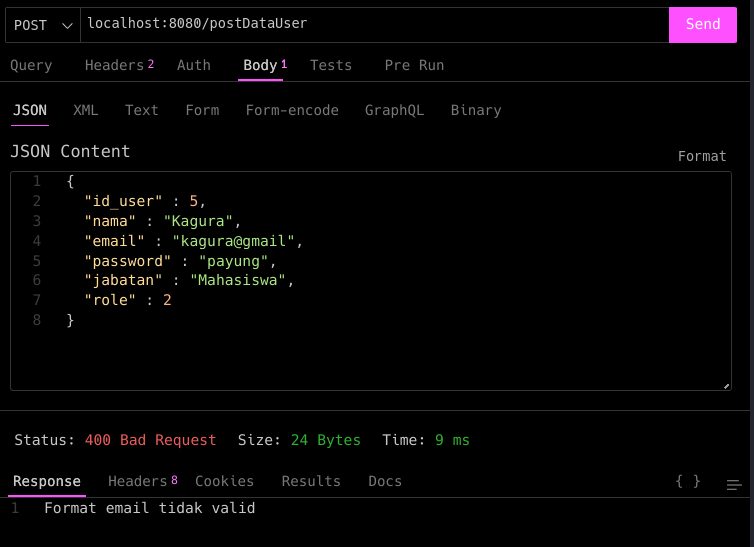 POST localhost:8080/postDataUser Send
Query Headers 2 Auth Body 1 Tests Pre Run
JSON XML Text Form Form-encode GraphQL Binary
JSON Content Format
1 {
2 "id_user" : 5,
3 "nama" : "Kagura",
4 "email" : "kagura@gmail",
5 "password" : "payung",
6 "jabatan" : "Mahasiswa",
7 "role" : 2
8 }
Status: 400 Bad Request Size: 24 Bytes Time: 9 ms
Response Headers 8 Cookies Results Docs { }
1 Format email tidak valid